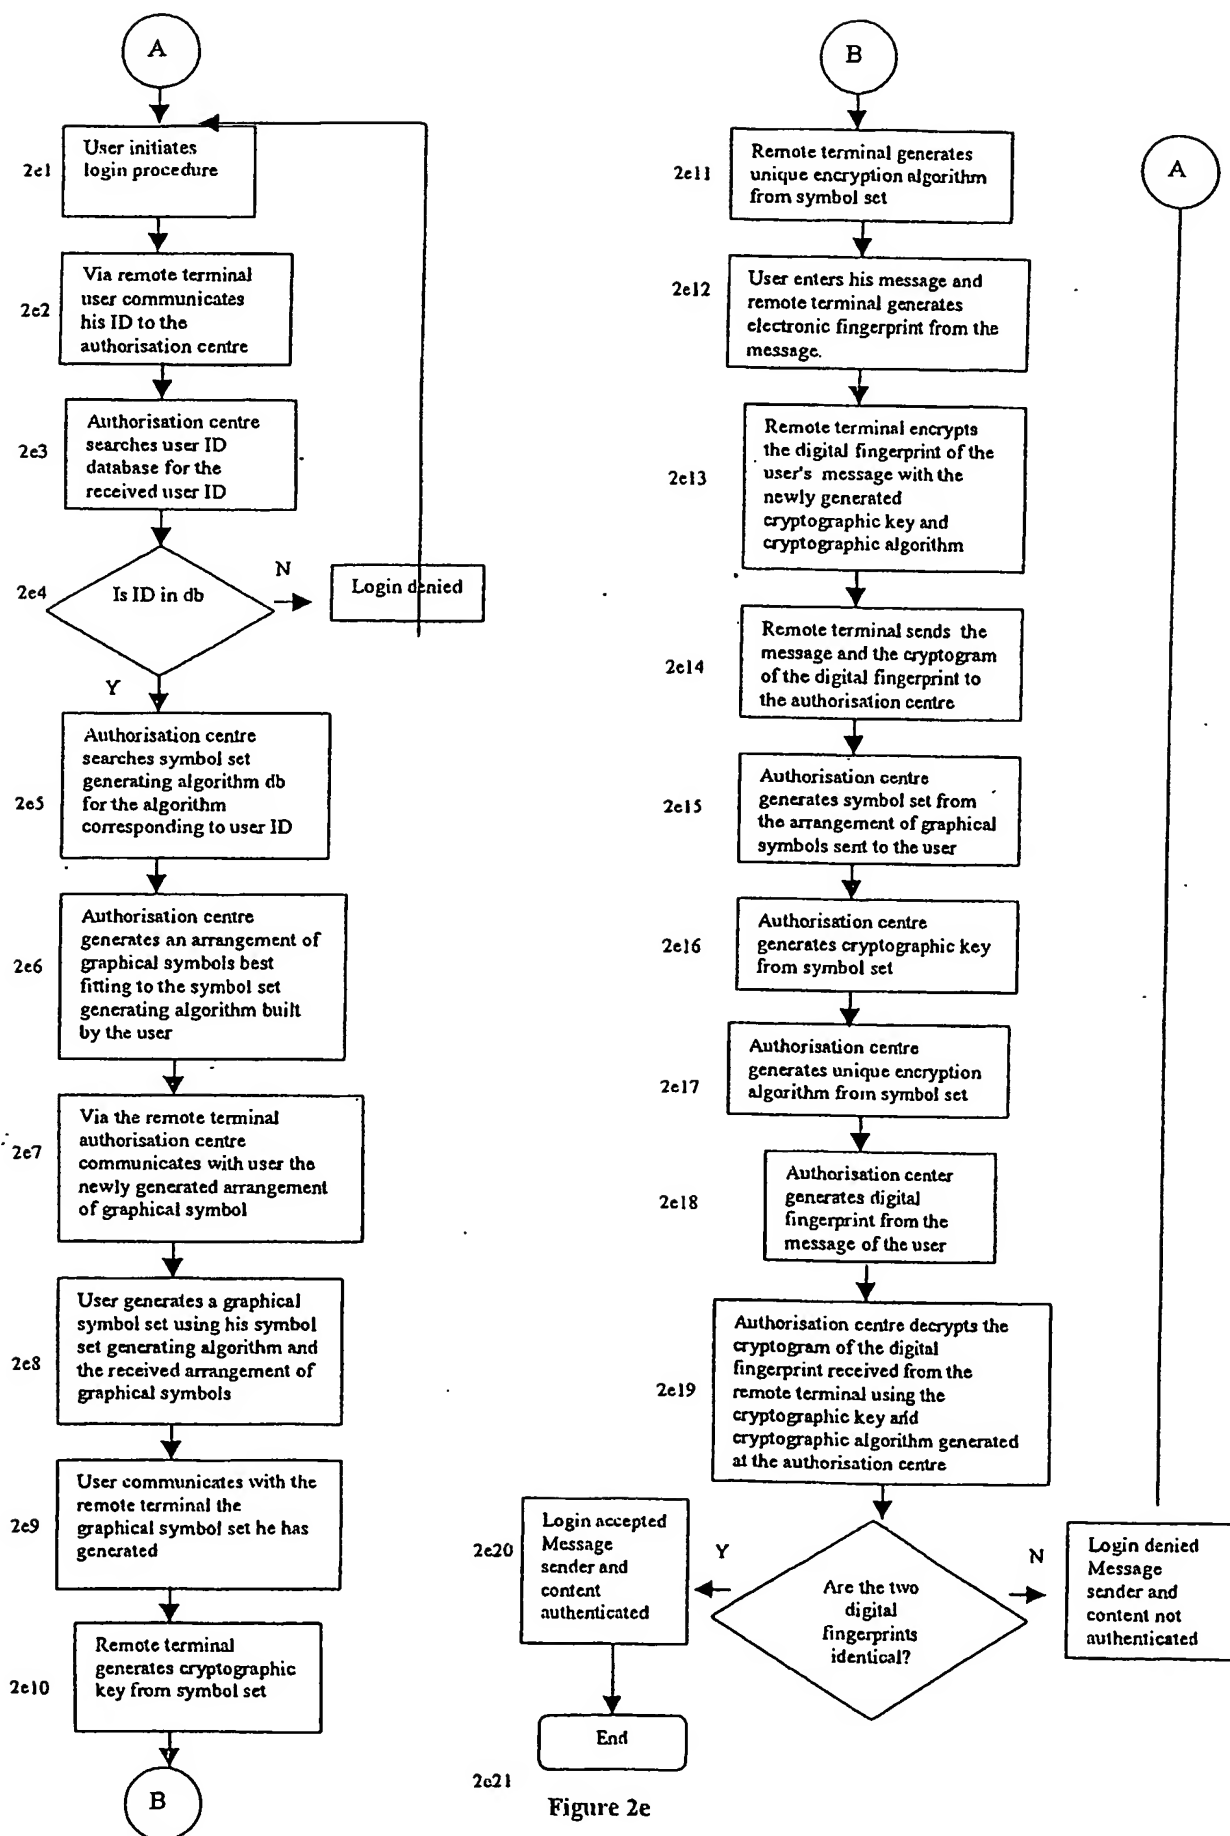 A
2e1
User initiates
login procedure
2e2
Via remote terminal
user communicates
his ID to the
authorisation centre
2e3
Authorisation centre
searches user ID
database for the
received user ID
2e4
Is ID in db
N
Login denied
Y
2e5
Authorisation centre
searches symbol set
generating algorithm db
for the algorithm
corresponding to user ID
2e6
Authorisation centre
generates an arrangement of
graphical symbols best
fitting to the symbol set
generating algorithm built
by the user
2e7
Via the remote terminal
authorisation centre
communicates with user the
newly generated arrangement
of graphical symbol
2e8
User generates a graphical
symbol set using his symbol
set generating algorithm and
the received arrangement of
graphical symbols
2e9
User communicates with the
remote terminal the
graphical symbol set he has
generated
2e10
Remote terminal
generates cryptographic
key from symbol set
B
B
2e11
Remote terminal generates
unique encryption algorithm
from symbol set
2e12
User enters his message and
remote terminal generates
electronic fingerprint from the
message.
2e13
Remote terminal encrypts
the digital fingerprint of the
user's message with the
newly generated
cryptographic key and
cryptographic algorithm
2e14
Remote terminal sends the
message and the cryptogram
of the digital fingerprint to
the authorisation centre
2e15
Authorisation centre
generates symbol set from
the arrangement of graphical
symbols sent to the user
2e16
Authorisation centre
generates cryptographic key
from symbol set
2e17
Authorisation centre
generates unique encryption
algorithm from symbol set
2e18
Authorisation center
generates digital
fingerprint from the
message of the user
2e19
Authorisation centre decrypts the
cryptogram of the digital
fingerprint received from the
remote terminal using the
cryptographic key and
cryptographic algorithm generated
at the authorisation centre
Are the two
digital
fingerprints
identical?
Y
2e20
Login accepted
Message
sender and
content
authenticated
N
Login denied
Message
sender and
content not
authenticated
A
End
2e21
Figure 2e